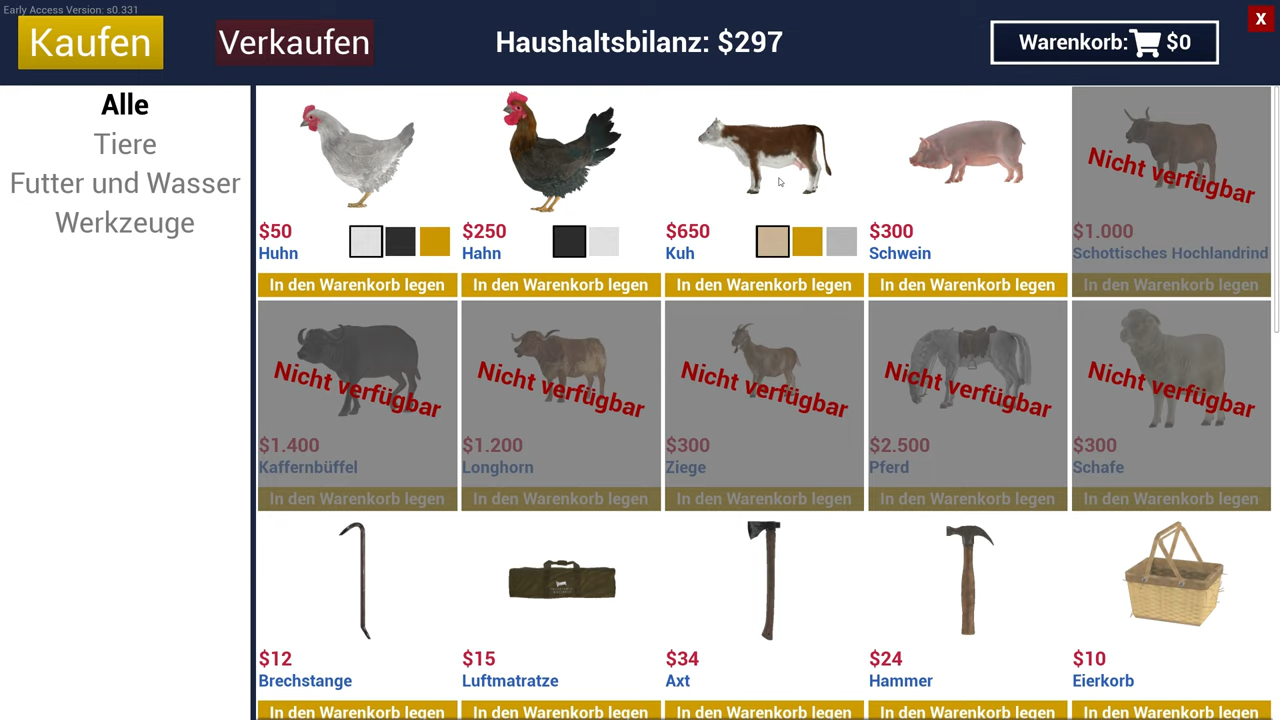 Early Access Version: s0.331
Kaufen
Verkaufen
Haushaltsbilanz: $297
Warenkorb: $0
X
Alle
Tiere
Futter und Wasser
Werkzeuge
$50
Huhn
In den Warenkorb legen
$250
Hahn
In den Warenkorb legen
$650
Kuh
In den Warenkorb legen
$300
Schwein
In den Warenkorb legen
Nicht verfügbar
$1.000
Schottisches Hochlandrind
In den Warenkorb legen
Nicht verfügbar
$1.400
Kaffernbüffel
In den Warenkorb legen
Nicht verfügbar
$1.200
Longhorn
In den Warenkorb legen
Nicht verfügbar
$300
Ziege
In den Warenkorb legen
Nicht verfügbar
$2.500
Pferd
In den Warenkorb legen
Nicht verfügbar
$300
Schafe
In den Warenkorb legen
$12
Brechstange
In den Warenkorb legen
$15
Luftmatratze
In den Warenkorb legen
$34
Axt
In den Warenkorb legen
$24
Hammer
In den Warenkorb legen
$10
Eierkorb
In den Warenkorb legen